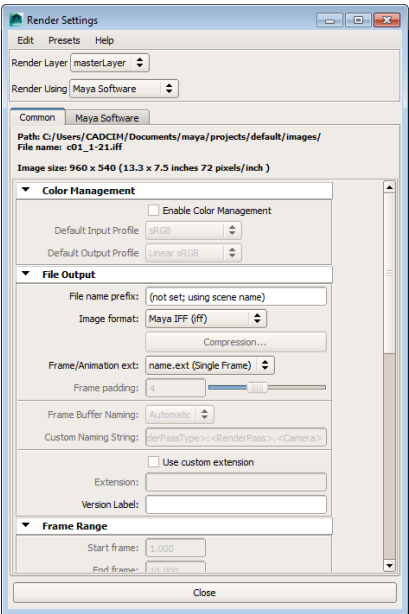 Render Settings
Edit Presets Help
Render Layer masterLayer
Render Using Maya Software
Common Maya Software
Path: C:/Users/CADCIM/Documents/maya/projects/default/images/
File name: c01_1-21.iff
Image size: 960 x 540 (13.3 x 7.5 inches 72 pixels/inch )
Color Management
Enable Color Management
Default Input Profile sRGB
Default Output Profile Linear sRGB
File Output
File name prefix: (not set; using scene name)
Image format: Maya IFF (iff)
Compression...
Frame/Animation ext: name.ext (Single Frame)
Frame padding: 4
Frame Buffer Naming: Automatic
Custom Naming String: derPassType>:<RenderPass>.<Camera>
Use custom extension
Extension:
Version Label:
Frame Range
Start frame: 1.000
End frame: 10.000
Close